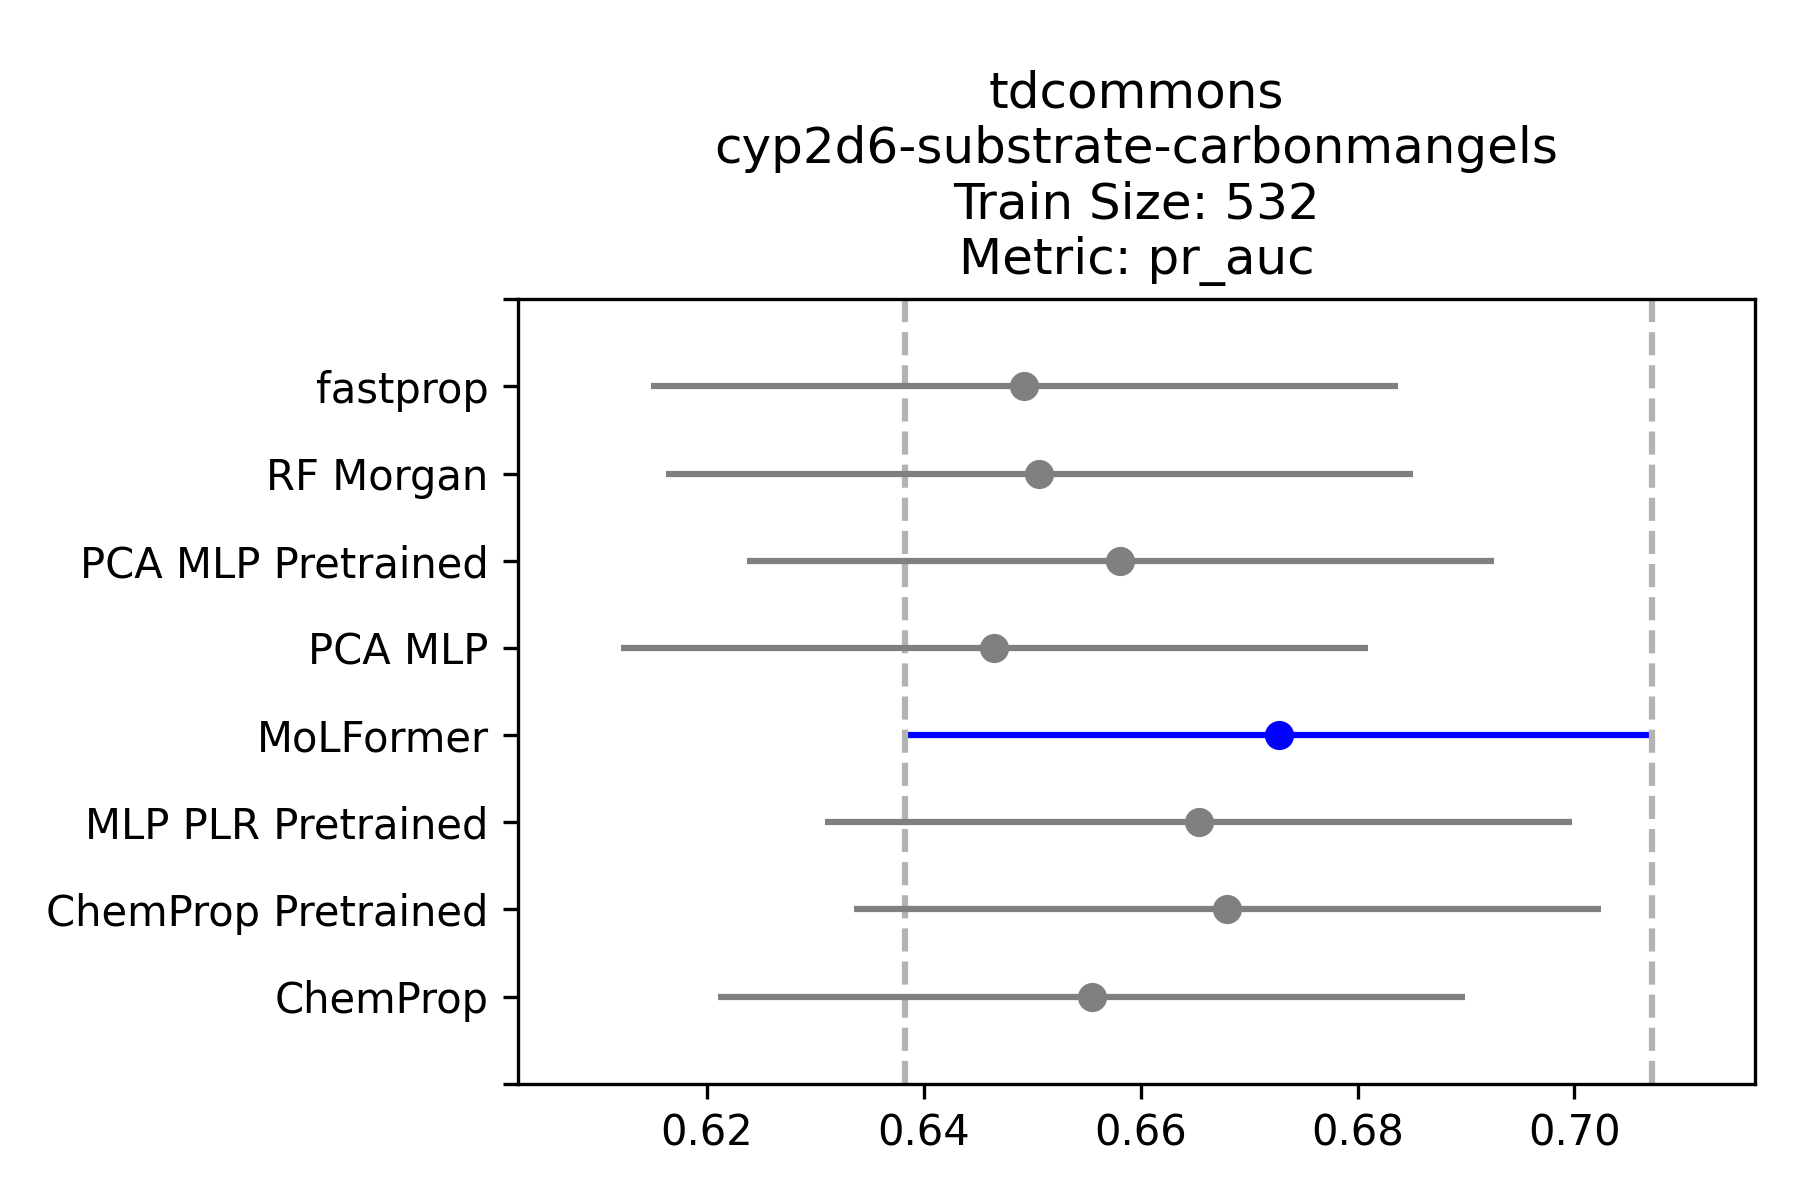 tdcommons
cyp2d6-substrate-carbonmangels
Train Size: 532
Metric: pr_auc
fastprop
RF Morgan
PCA MLP Pretrained
PCA MLP
MoLFormer
MLP PLR Pretrained
ChemProp Pretrained
ChemProp
0.62 0.64 0.66 0.68 0.70